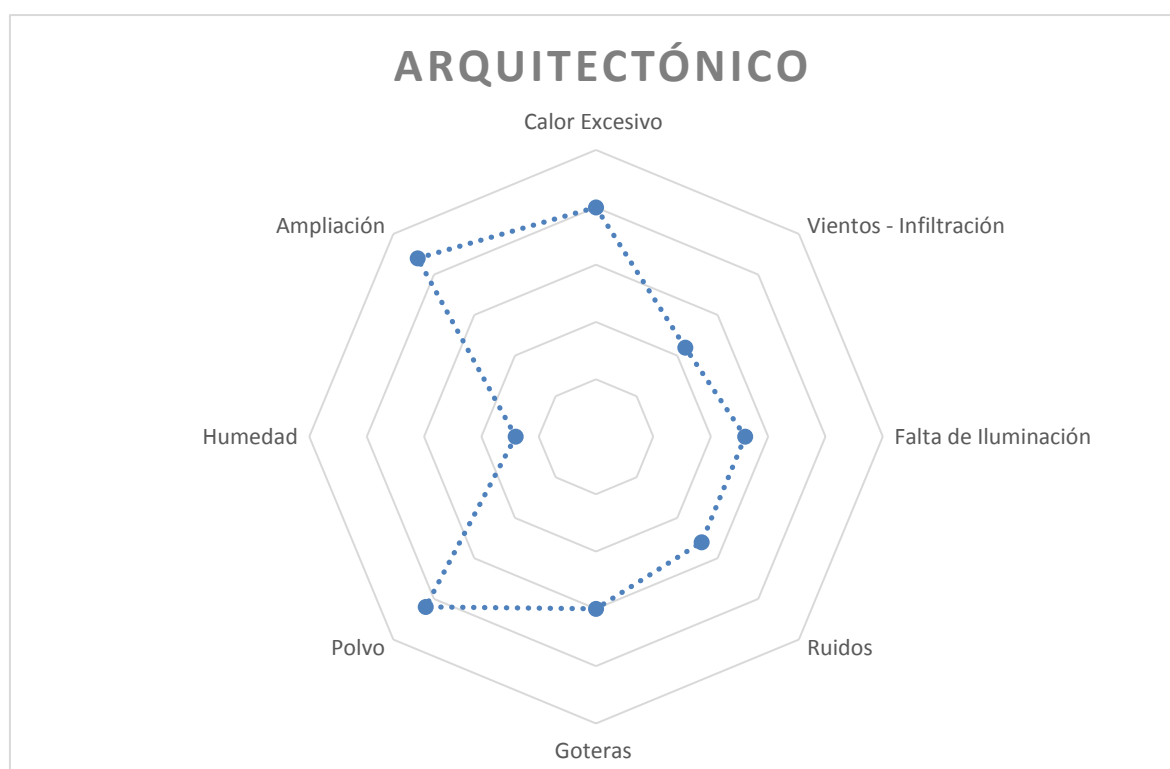 ARQUITECTÓNICO
Calor Excesivo
Vientos - Infiltración
Falta de Iluminación
Ruidos
Goteras
Polvo
Humedad
Ampliación